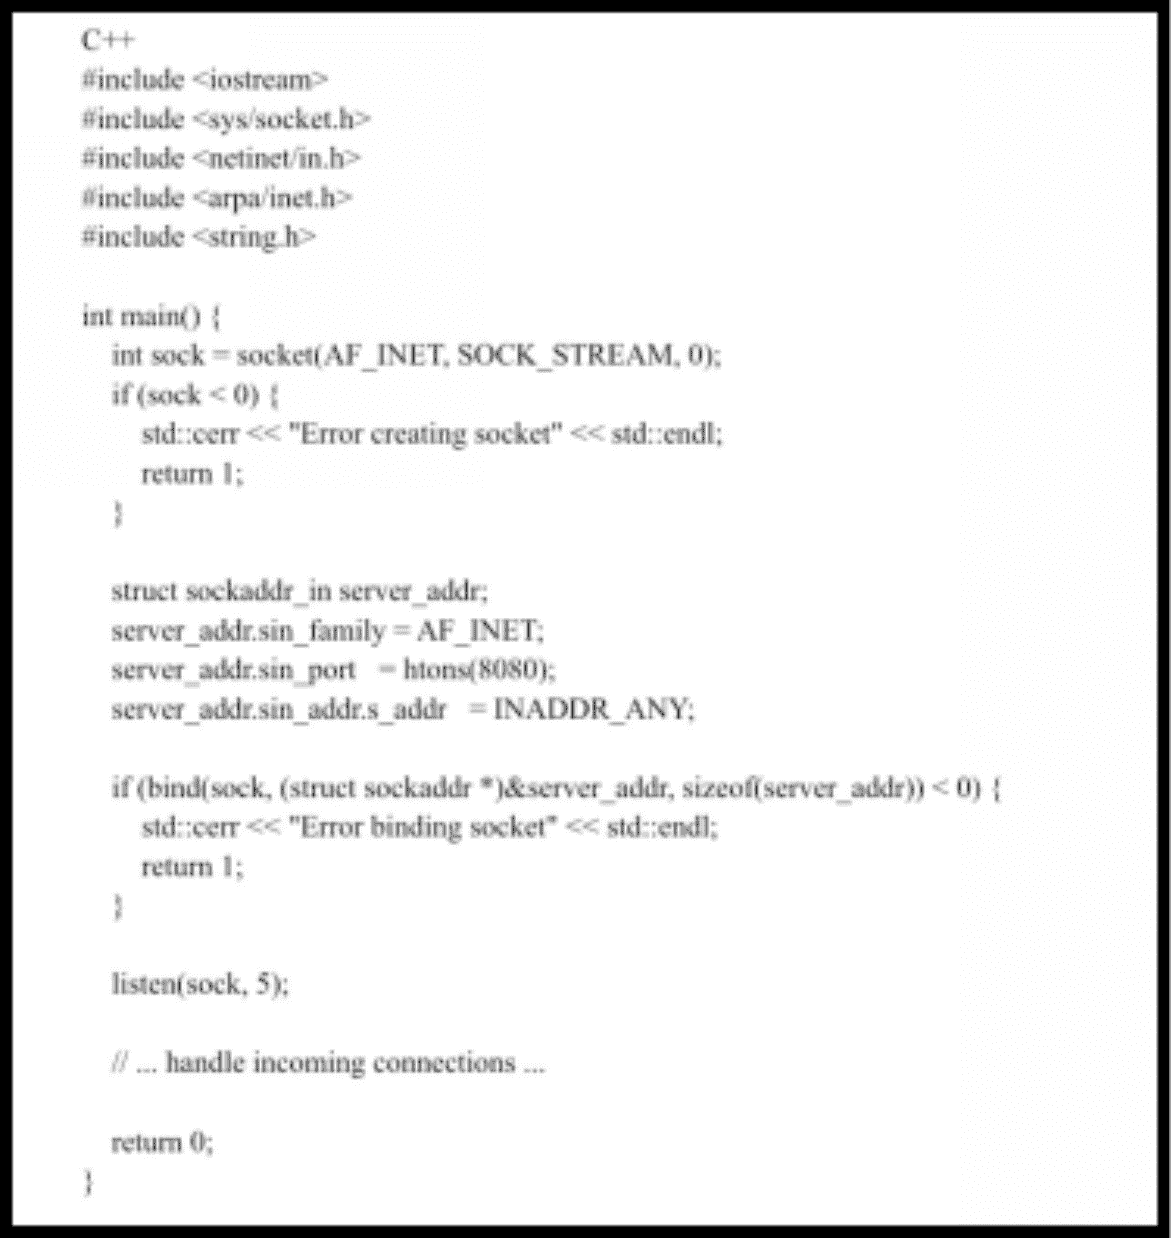 C++
#include <iostream>
#include <sys/socket.h>
#include <netinet/in.h>
#include <arpa/inet.h>
#include <string.h>
int main() {
int sock = socket(AF_INET, SOCK_STREAM, 0);
if (sock < 0) {
std::cerr << "Error creating socket" << std::endl;
return 1;
}
struct sockaddr_in server_addr;
server_addr.sin_family = AF_INET;
server_addr.sin_port = htons(8080);
server_addr.sin_addr.s_addr = INADDR_ANY;
if (bind(sock, (struct sockaddr *)&server_addr, sizeof(server_addr)) < 0) {
std::cerr << "Error binding socket" << std::endl;
return 1;
}
listen(sock, 5);
// ... handle incoming connections ...
return 0;
}